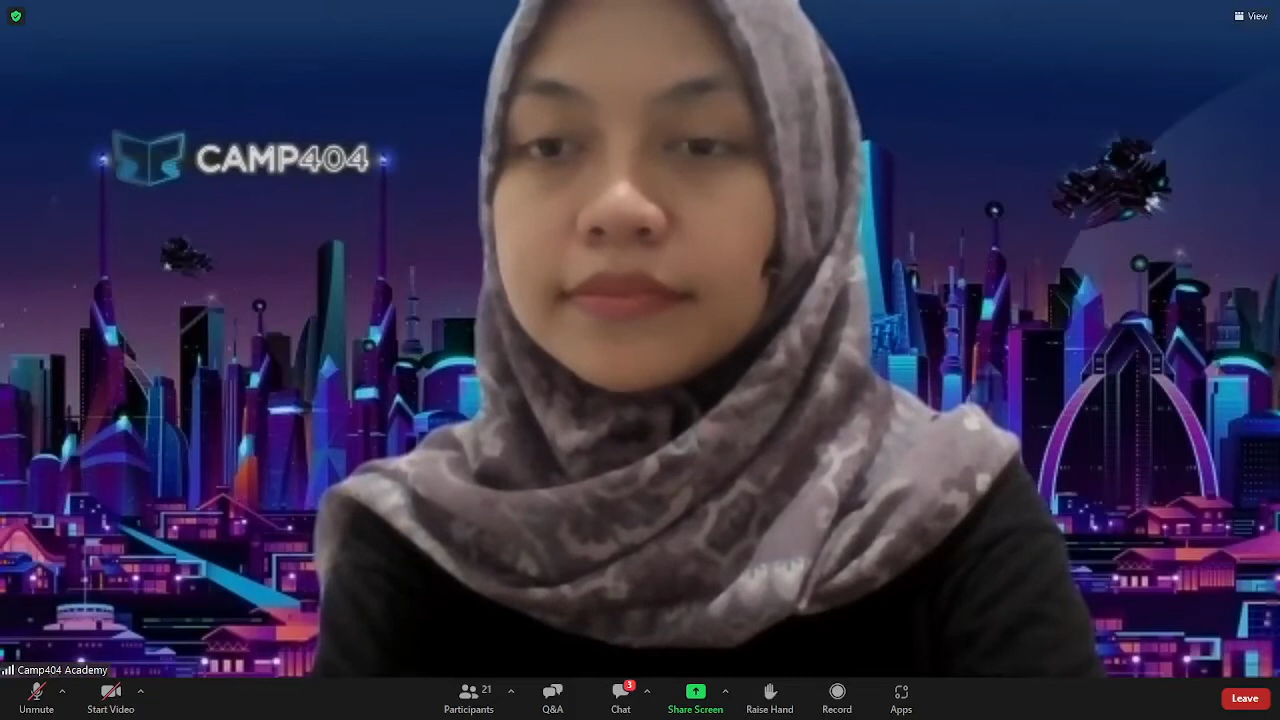 View
CAMP404
Camp404 Academy
Unmute
Start Video
21
Participants
Q&A
3
Chat
Share Screen
Raise Hand
Record
Apps
Leave